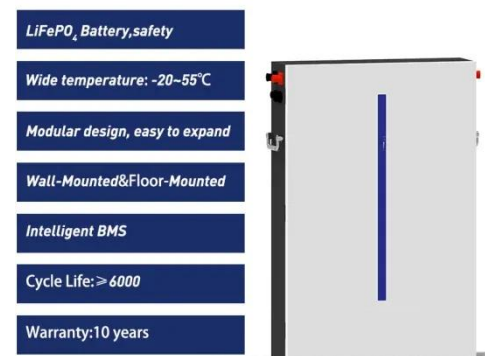 LiFePO₄ Battery,safety
Wide temperature: -20~55℃
Modular design, easy to expand
Wall-Mounted&Floor-Mounted
Intelligent BMS
Cycle Life:≥6000
Warranty:10 years